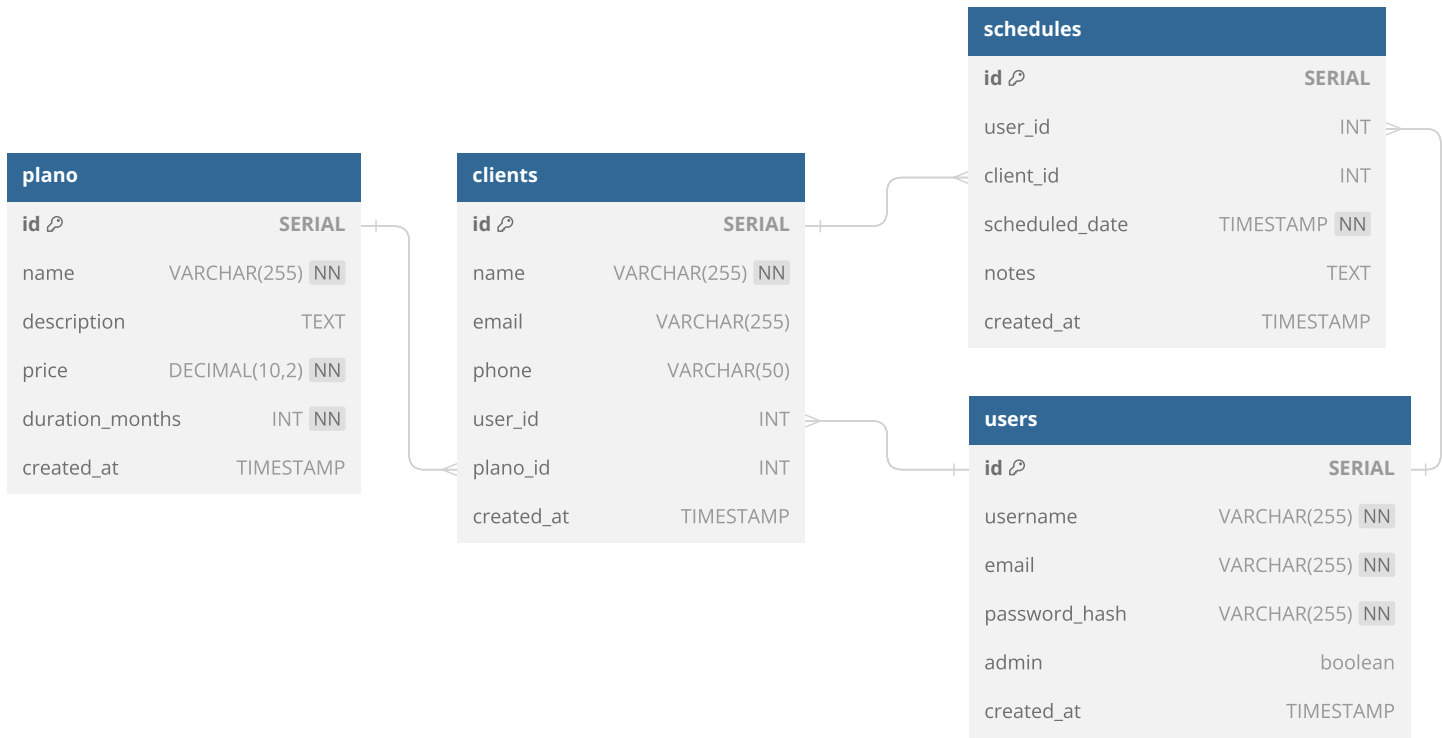 plano
id SERIAL
name VARCHAR(255) NN
description TEXT
price DECIMAL(10,2) NN
duration_months INT NN
created_at TIMESTAMP
clients
id SERIAL
name VARCHAR(255) NN
email VARCHAR(255)
phone VARCHAR(50)
user_id INT
plano_id INT
created_at TIMESTAMP
schedules
id SERIAL
user_id INT
client_id INT
scheduled_date TIMESTAMP NN
notes TEXT
created_at TIMESTAMP
users
id SERIAL
username VARCHAR(255) NN
email VARCHAR(255) NN
password_hash VARCHAR(255) NN
admin boolean
created_at TIMESTAMP